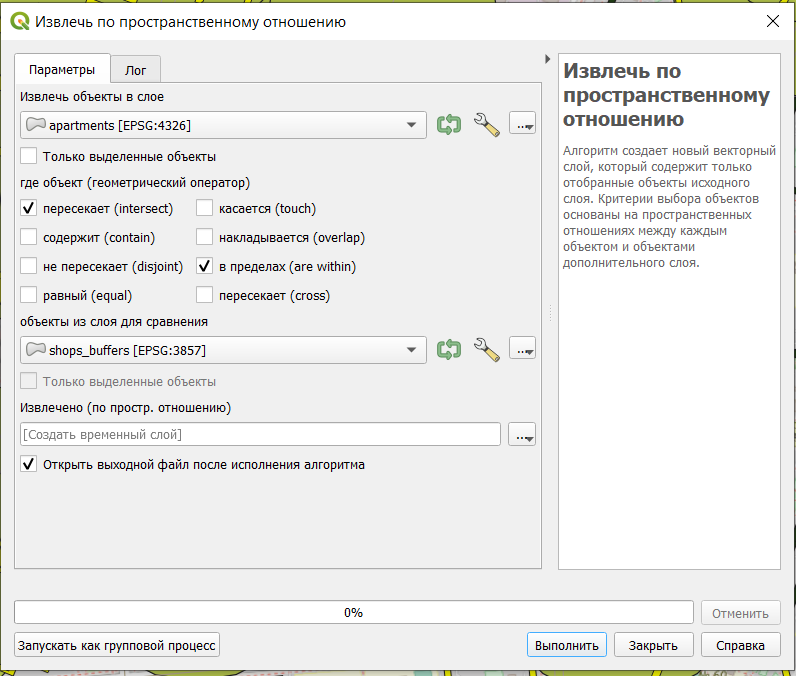 Извлечь по пространственному отношению
Параметры
Лог
Извлечь объекты в слое
apartments [EPSG:4326]
...
Только выделенные объекты
где объект (геометрический оператор)
пересекает (intersect)
касается (touch)
содержит (contain)
накладывается (overlap)
не пересекает (disjoint)
в пределах (are within)
равный (equal)
пересекает (cross)
объекты из слоя для сравнения
shops_buffers [EPSG:3857]
...
Только выделенные объекты
Извлечено (по простр. отношению)
[Создать временный слой]
...
Открыть выходной файл после исполнения алгоритма
Извлечь по
пространственному
отношению
Алгоритм создает новый векторный
слой, который содержит только
отобранные объекты исходного
слоя. Критерии выбора объектов
основаны на пространственных
отношениях между каждым
объектом и объектами
дополнительного слоя.
0%
Отменить
Запускать как групповой процесс
Выполнить
Закрыть
Справка